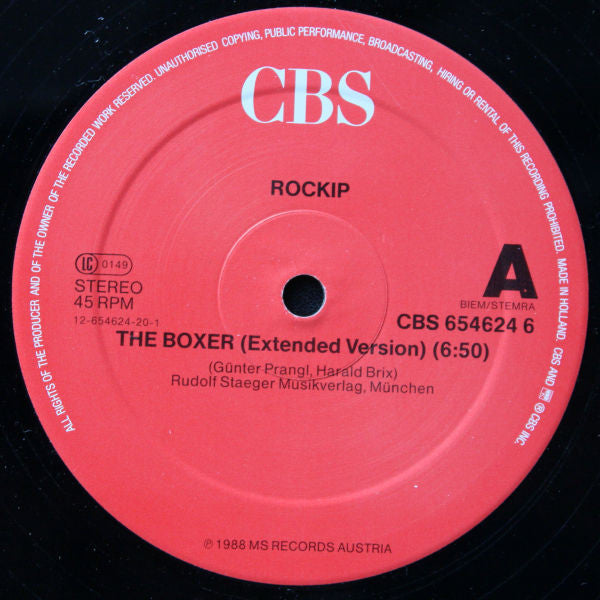 ALL RIGHTS OF THE PRODUCER AND OF THE OWNER OF THE RECORDED WORK RESERVED. UNAUTHORISED COPYING, PUBLIC PERFORMANCE, BROADCASTING, HIRING OR RENTAL OF THIS RECORDING PROHIBITED. MADE IN HOLLAND. CBS AND ℗ CBS INC.
CBS
ROCKIP
LC 0149
STEREO
45 RPM
12-654624-20-1
A
BIEM/STEMRA
CBS 654624 6
THE BOXER (Extended Version) (6:50)
(Günter Prangl, Harald Brix)
Rudolf Staeger Musikverlag, München
℗ 1988 MS RECORDS AUSTRIA